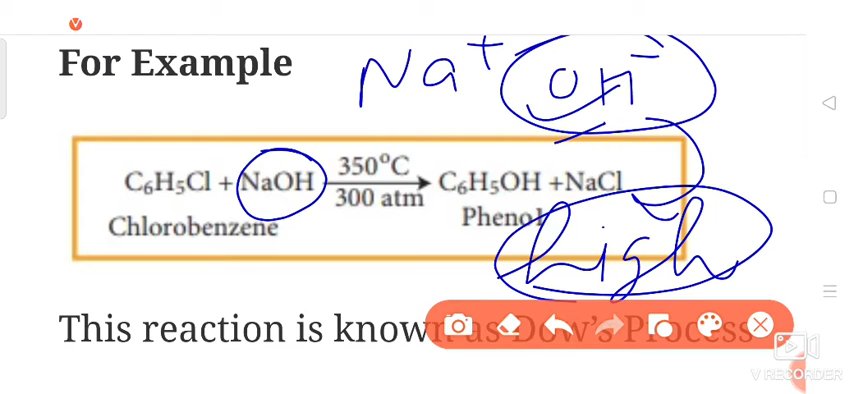 For Example
Na⁺ OH⁻
C₆H₅Cl + NaOH 350°C 300 atm C₆H₅OH + NaCl
Chlorobenzene Phenol
high
This reaction is known as Dow's Process
V RECORDER